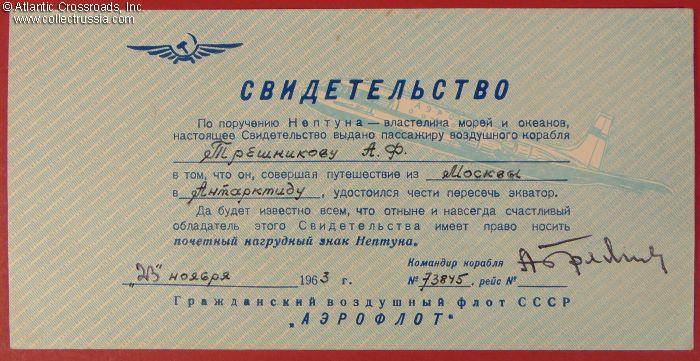 © Atlantic Crossroads, Inc.
www.collectrussia.com
СВИДЕТЕЛЬСТВО
По поручению Нептуна — властелина морей и океанов,
настоящее Свидетельство выдано пассажиру воздушного корабля
Трешникову А. Ф.
в том, что он, совершая путешествие из Москвы
в Антарктиду, удостоился чести пересечь экватор.
Да будет известно всем, что отныне и навсегда счастливый
обладатель этого Свидетельства имеет право носить
почетный нагрудный знак Нептуна.
Командир корабля
„23" ноября 1963 г. № 73845, рейс №
Гражданский воздушный флот СССР
„АЭРОФЛОТ"